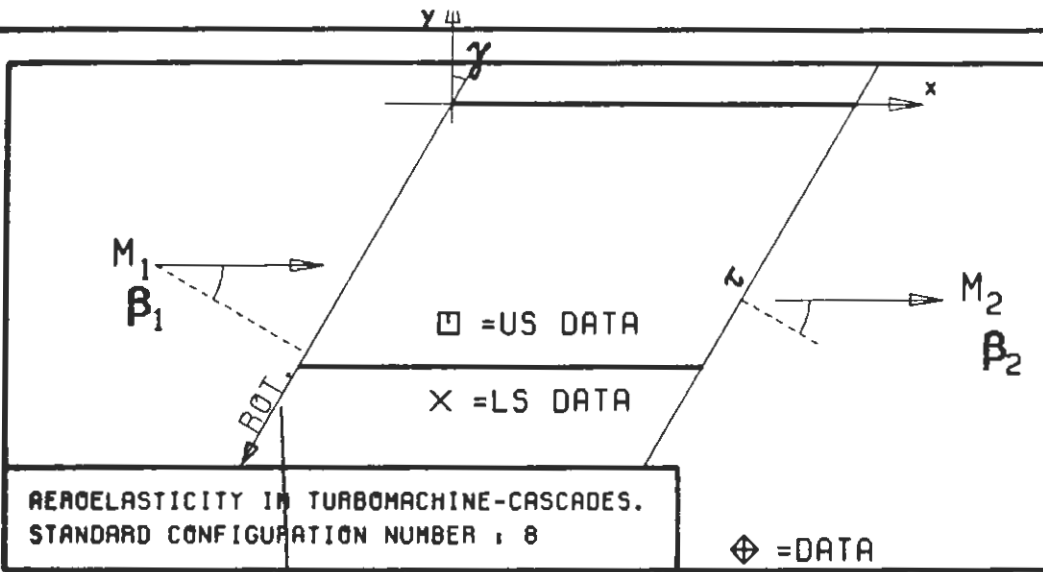 y
γ
x
M₁
β₁
τ
M₂
β₂
=US DATA
ROT.
× =LS DATA
AEROELASTICITY IN TURBOMACHINE-CASCADES.
STANDARD CONFIGURATION NUMBER : 8
=DATA